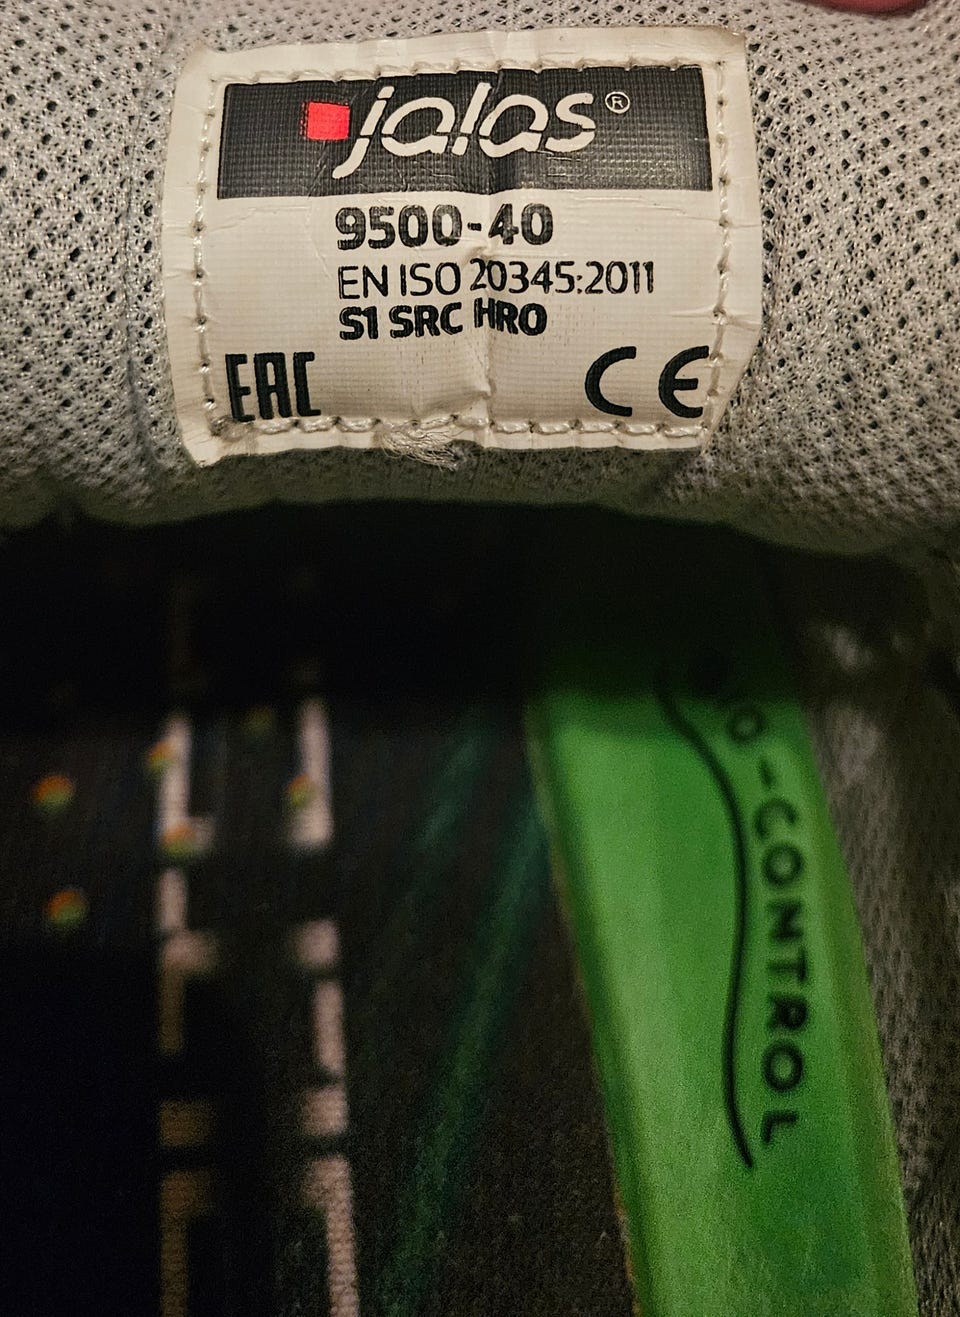 jalas®
9500-40
EN ISO 20345:2011
S1 SRC HRO
EAC
CE
-CONTROL